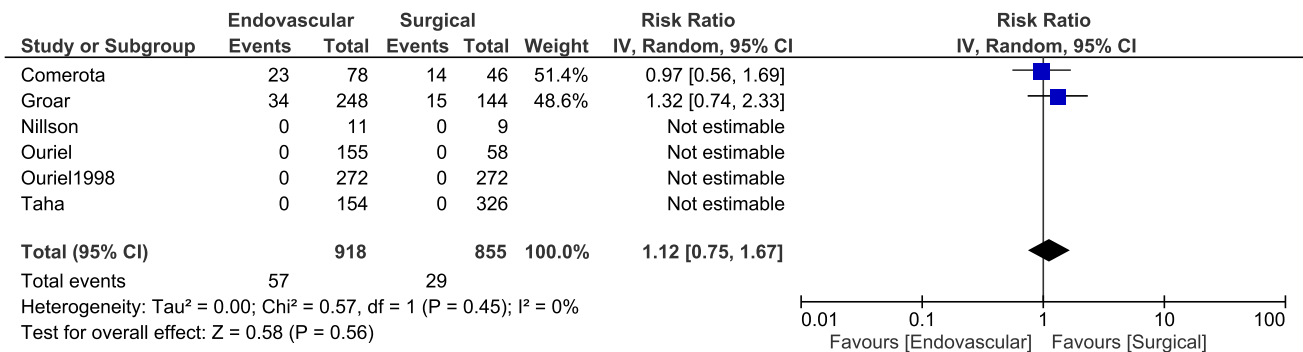 Endovascular Surgical Risk Ratio Risk Ratio
Study or Subgroup Events Total Events Total Weight IV, Random, 95% CI IV, Random, 95% CI
Comerota 23 78 14 46 51.4% 0.97 [0.56, 1.69]
Groar 34 248 15 144 48.6% 1.32 [0.74, 2.33]
Nillson 0 11 0 9 Not estimable
Ouriel 0 155 0 58 Not estimable
Ouriel1998 0 272 0 272 Not estimable
Taha 0 154 0 326 Not estimable
Total (95% CI) 918 855 100.0% 1.12 [0.75, 1.67]
Total events 57 29
Heterogeneity: Tau² = 0.00; Chi² = 0.57, df = 1 (P = 0.45); I² = 0%
Test for overall effect: Z = 0.58 (P = 0.56)
0.01 0.1 1 10 100
Favours [Endovascular] Favours [Surgical]